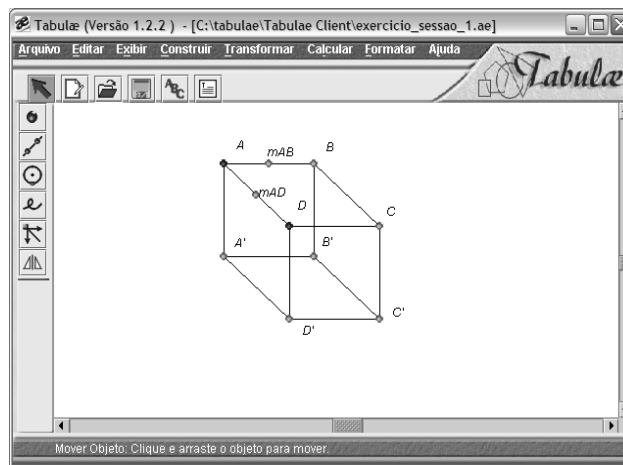 Tabulæ (Versão 1.2.2 ) - [C:\tabulae\Tabulae Client\exercicio_sessao_1.ae]
Arquivo Editar Exibir Construir Transformar Calcular Formatar Ajuda
Tabulæ
ABC
A mAB B
mAD D C
A' B'
C'
D'
Mover Objeto: Clique e arraste o objeto para mover.